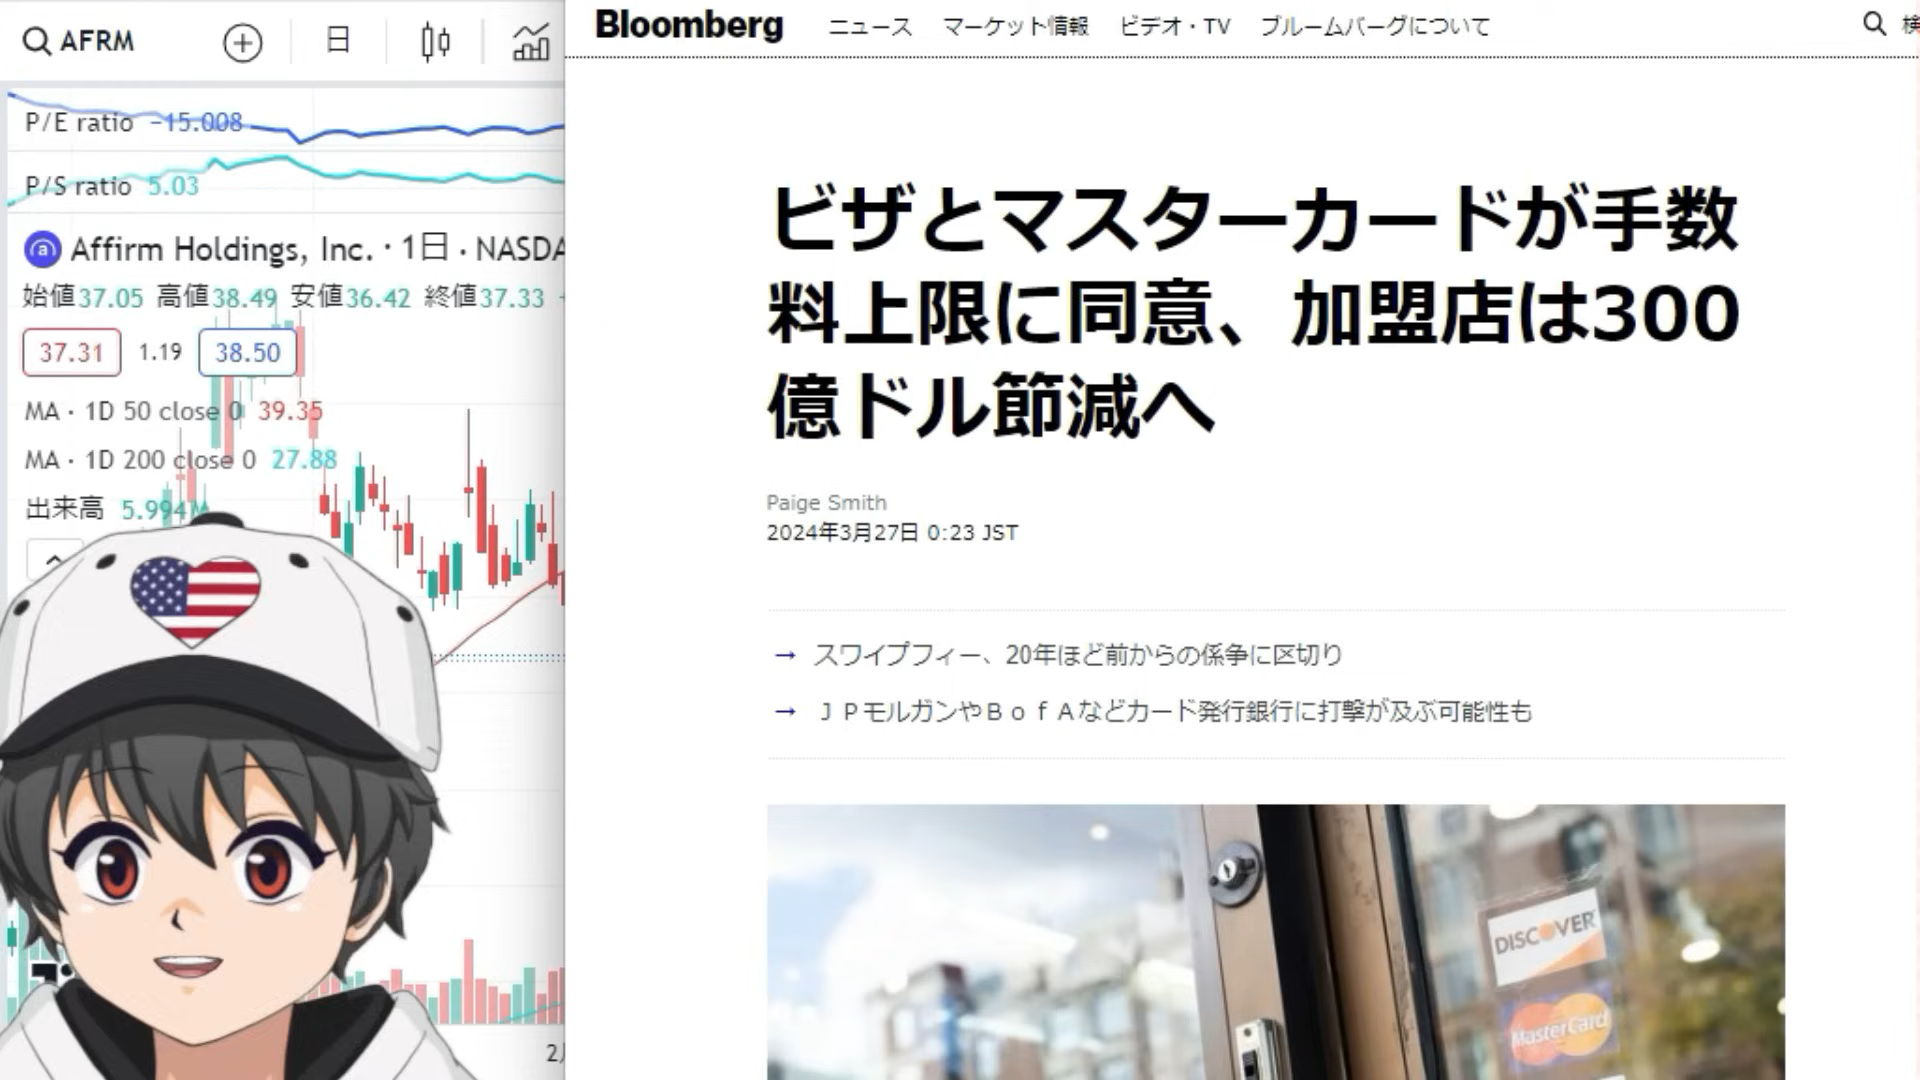 AFRM
日
P/E ratio −15.008
P/S ratio 5.03
Affirm Holdings, Inc. · 1日 · NASDA
始値37.05 高値38.49 安値36.42 終値37.33
37.31 1.19 38.50
MA · 1D 50 close 0 39.35
MA · 1D 200 close 0 27.88
出来高 5.994M
Bloomberg ニュース マーケット情報 ビデオ・TV ブルームバーグについて 検
ビザとマスターカードが手数
料上限に同意、加盟店は300
億ドル節減へ
Paige Smith
2024年3月27日 0:23 JST
→ スワイプフィー、20年ほど前からの係争に区切り
→ ＪＰモルガンやＢｏｆＡなどカード発行銀行に打撃が及ぶ可能性も
DISCOVER
MasterCard